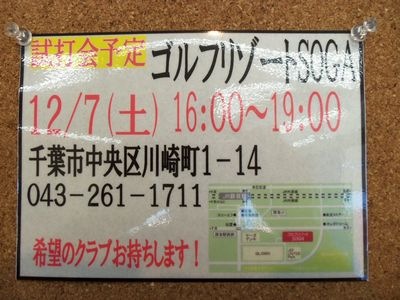 試打会予定 ゴルフリゾートSOGA
12/7(土) 16:00〜19:00
千葉市中央区川崎町1-14
043-261-1711
希望のクラブお持ちします!